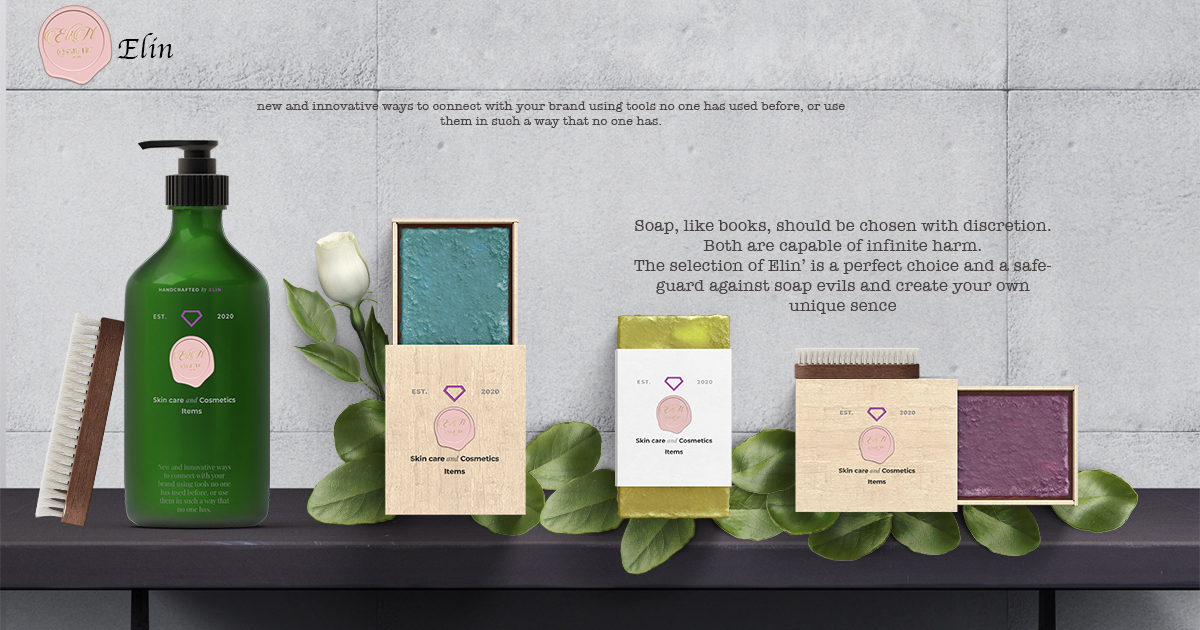 Elin
new and innovative ways to connect with your brand using tools no one has used before, or use
them in such a way that no one has.
Soap, like books, should be chosen with discretion.
Both are capable of infinite harm.
The selection of Elin’ is a perfect choice and a safe-
guard against soap evils and create your own
unique sence
HANDCRAFTED by ELIN
EST. 2020
Skin care and Cosmetics
Items
New and innovative ways
to connect with your
brand using tools no one
has used before, or use
them in such a way that
no one has.
EST. 2020
Skin care and Cosmetics
Items
EST. 2020
Skin care and Cosmetics
Items
EST. 2020
Skin care and Cosmetics
Items